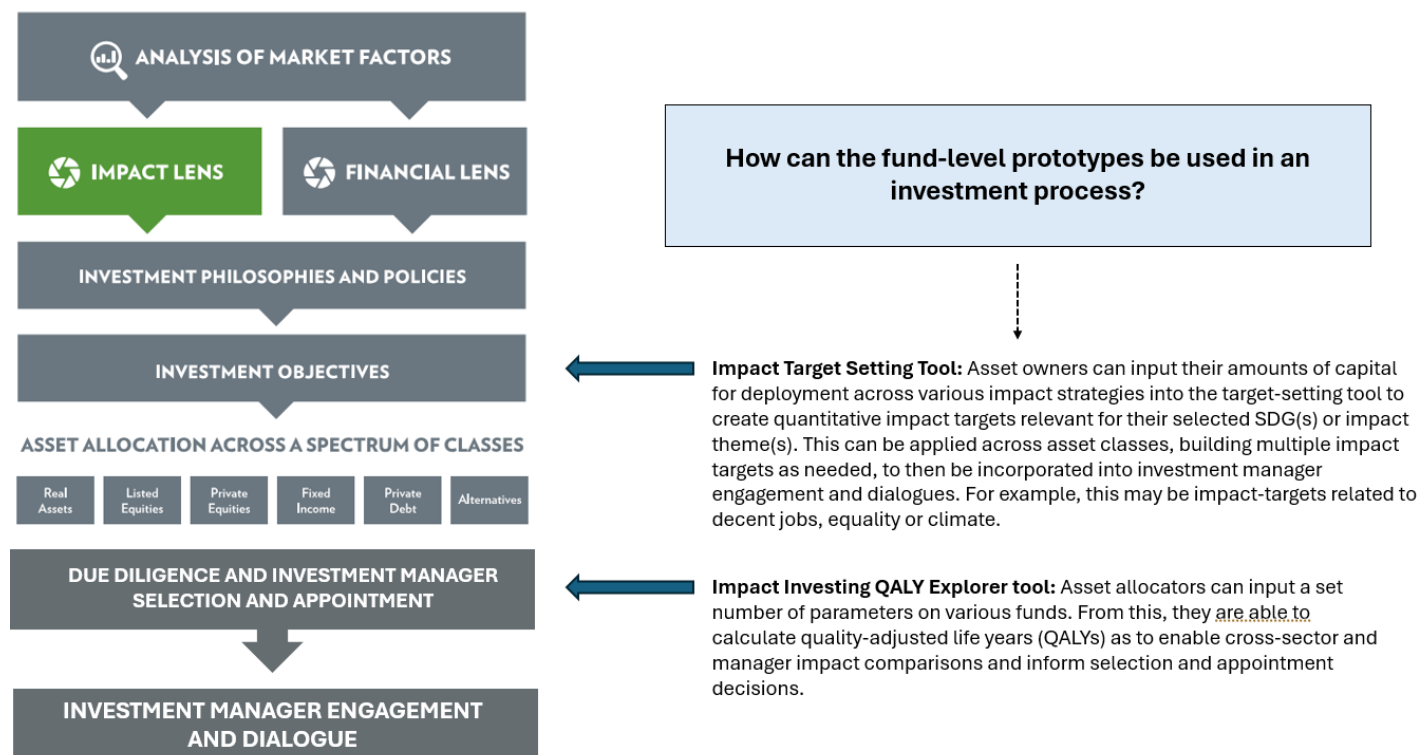 ANALYSIS OF MARKET FACTORS
IMPACT LENS
FINANCIAL LENS
INVESTMENT PHILOSOPHIES AND POLICIES
INVESTMENT OBJECTIVES
ASSET ALLOCATION ACROSS A SPECTRUM OF CLASSES
Real
Assets
Listed
Equities
Private
Equities
Fixed
Income
Private
Debt
Alternatives
DUE DILIGENCE AND INVESTMENT MANAGER
SELECTION AND APPOINTMENT
INVESTMENT MANAGER ENGAGEMENT
AND DIALOGUE
How can the fund-level prototypes be used in an
investment process?
Impact Target Setting Tool: Asset owners can input their amounts of capital
for deployment across various impact strategies into the target-setting tool to
create quantitative impact targets relevant for their selected SDG(s) or impact
theme(s). This can be applied across asset classes, building multiple impact
targets as needed, to then be incorporated into investment manager
engagement and dialogues. For example, this may be impact-targets related to
decent jobs, equality or climate.
Impact Investing QALY Explorer tool: Asset allocators can input a set
number of parameters on various funds. From this, they are able to
calculate quality-adjusted life years (QALYs) as to enable cross-sector and
manager impact comparisons and inform selection and appointment
decisions.